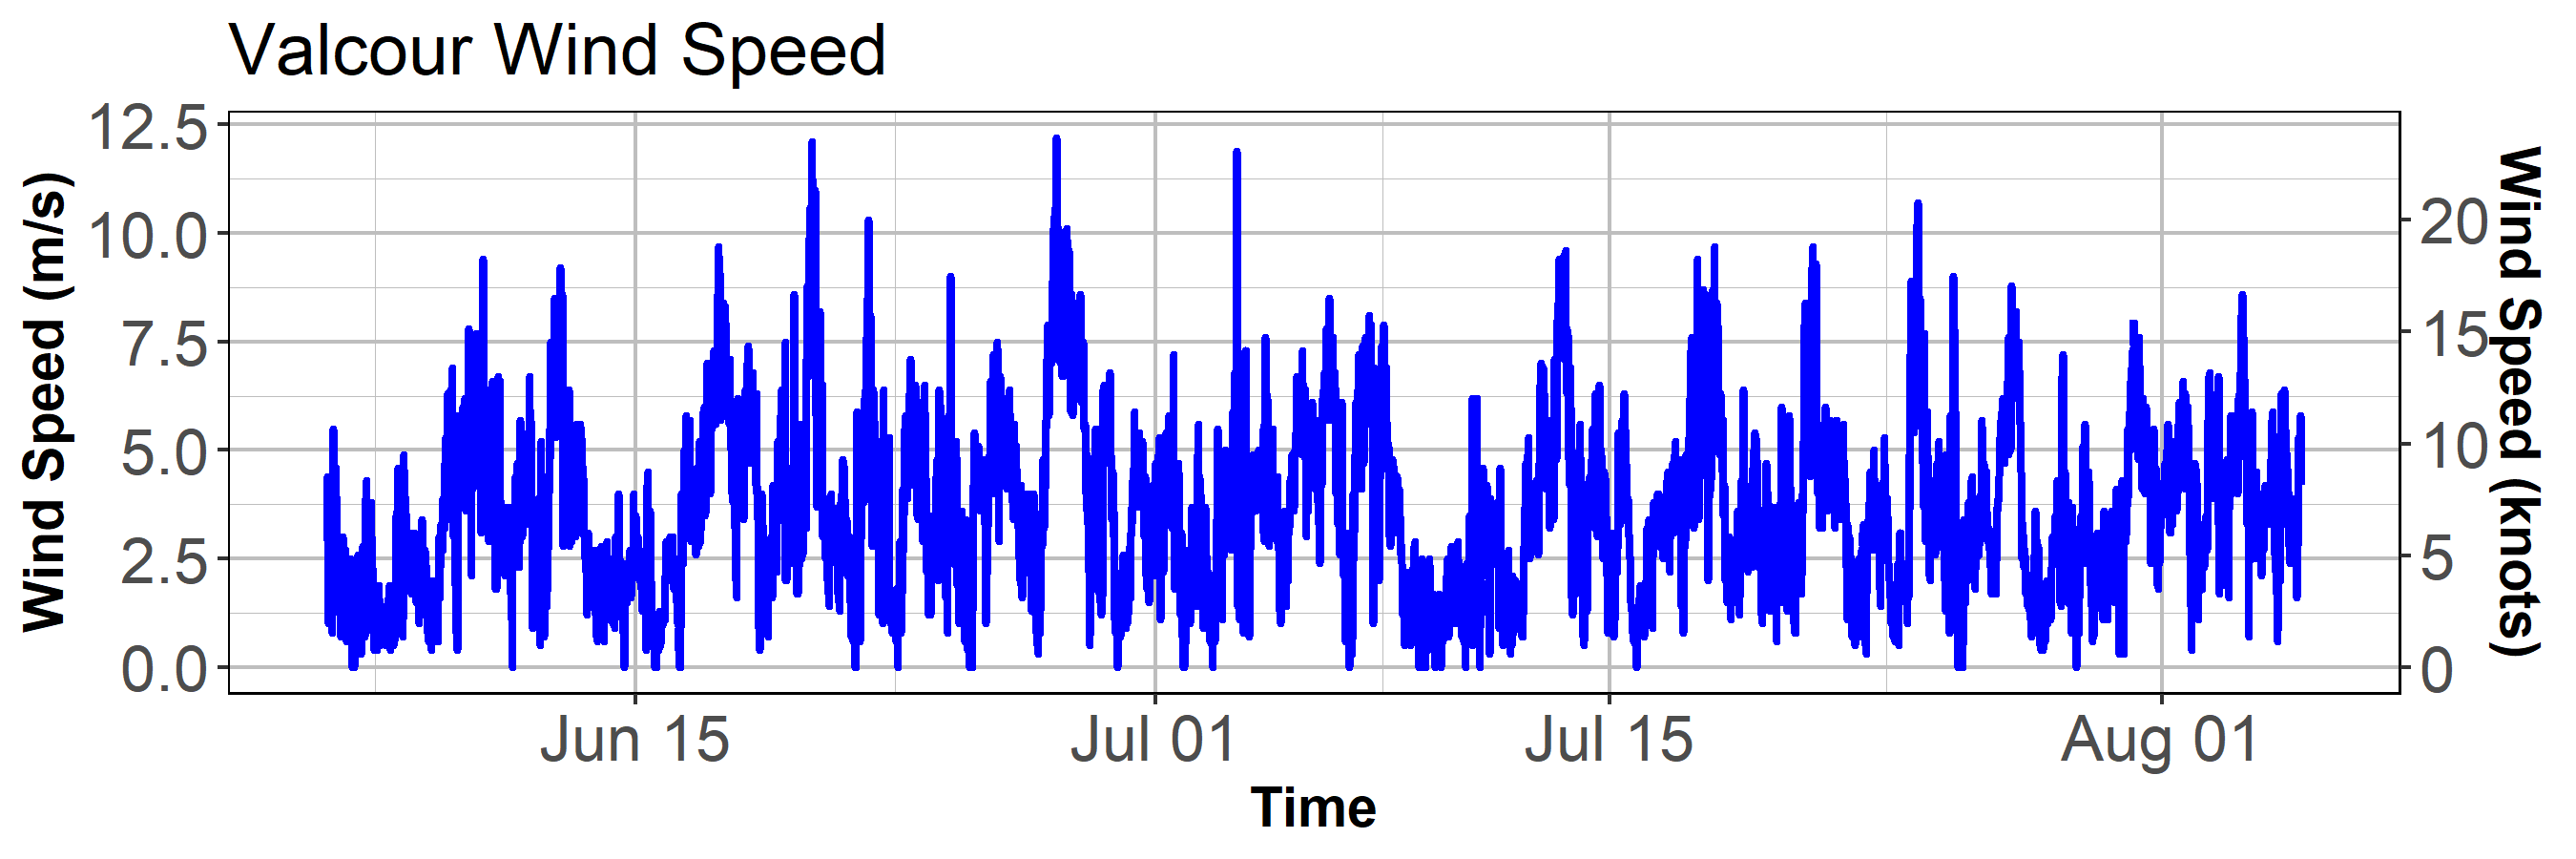 Valcour Wind Speed
Wind Speed (m/s)
12.5
10.0
7.5
5.0
2.5
0.0
20
15
10
5
0
Wind Speed (knots)
Jun 15 Jul 01 Jul 15 Aug 01
Time